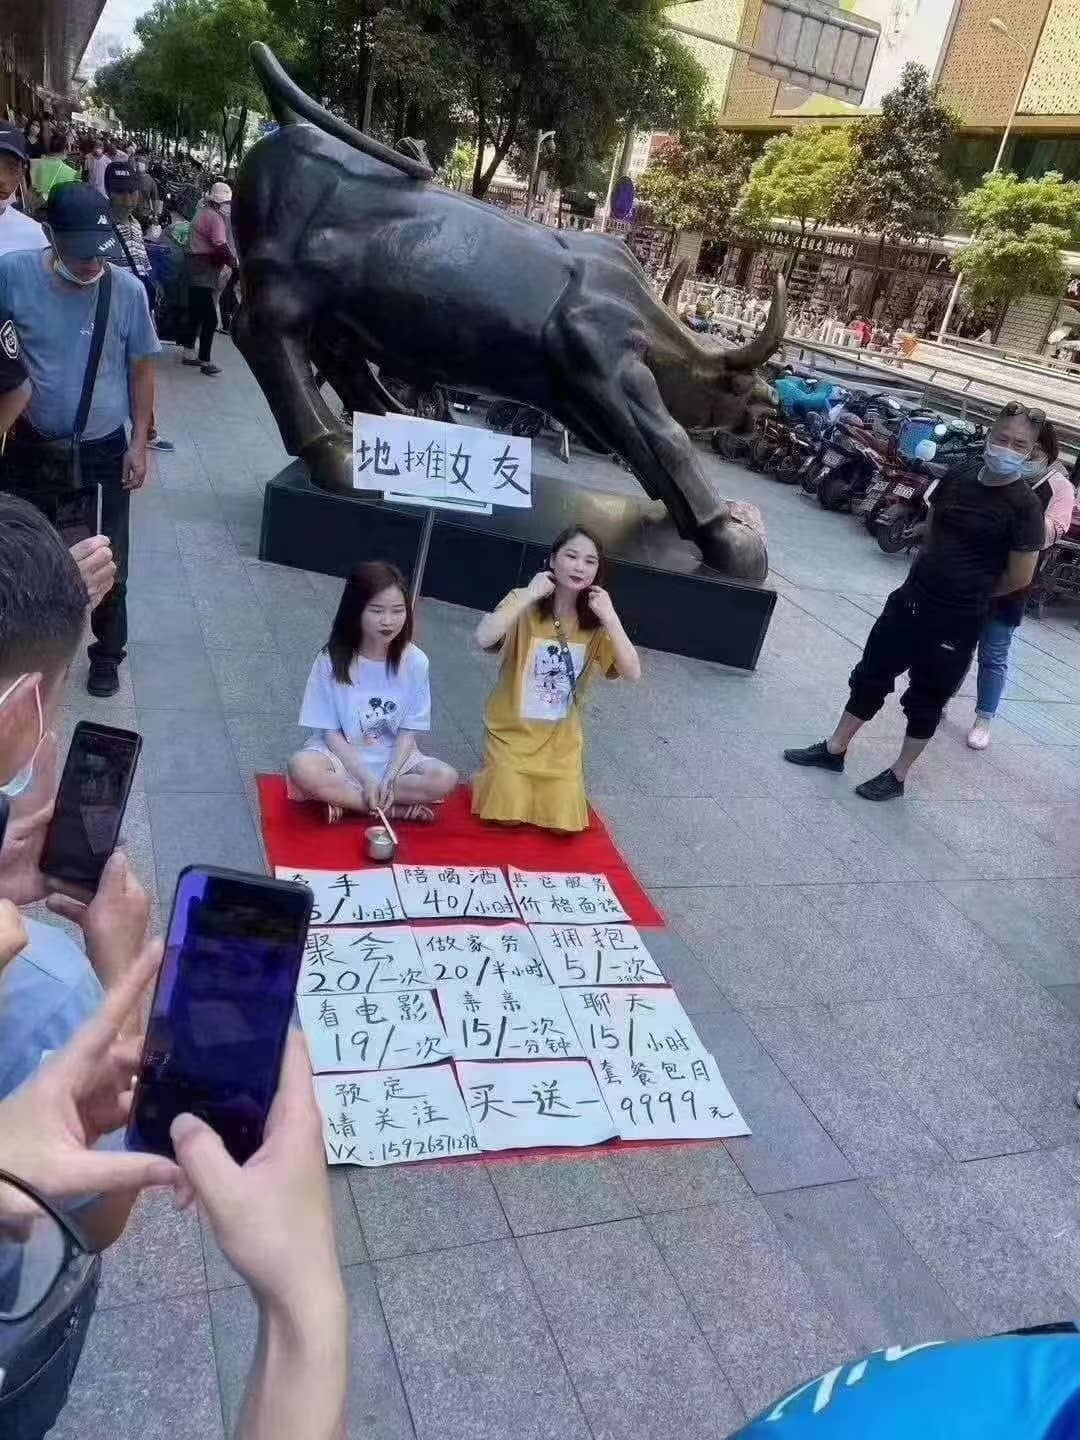 地摊女友
牵手
5/小时
陪喝酒
40/小时
其它服务
价格面谈
聚会
20/一次
做家务
20/半小时
拥抱
5/一次
3分钟
看电影
19/一次
亲亲
15/一次
一分钟
聊天
15/小时
预定
请关注
VX:15926371298
买一送一
套餐包月
9999元